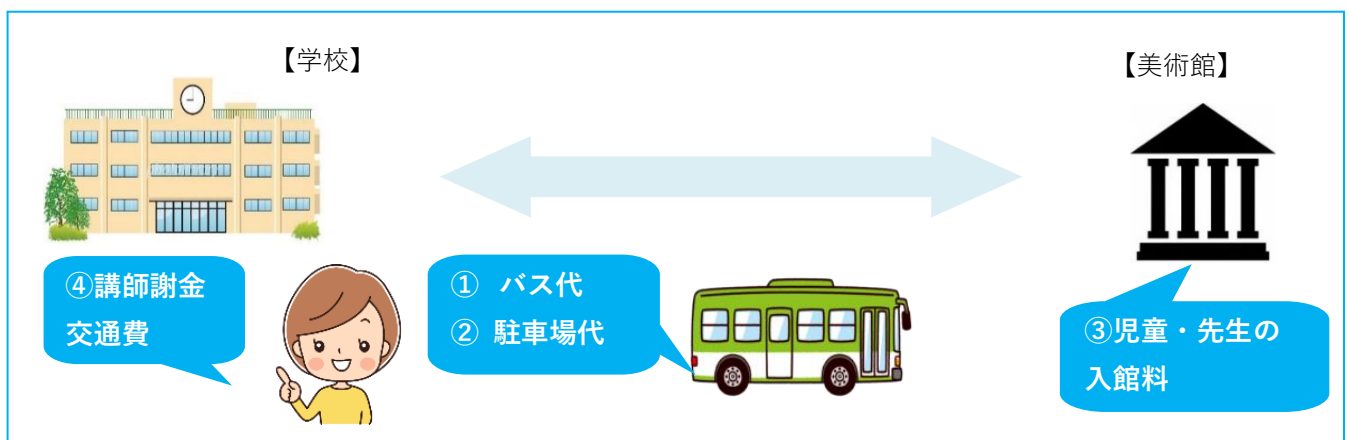 【学校】
【美術館】
④講師謝金
交通費
① バス代
② 駐車場代
③児童・先生の
入館料